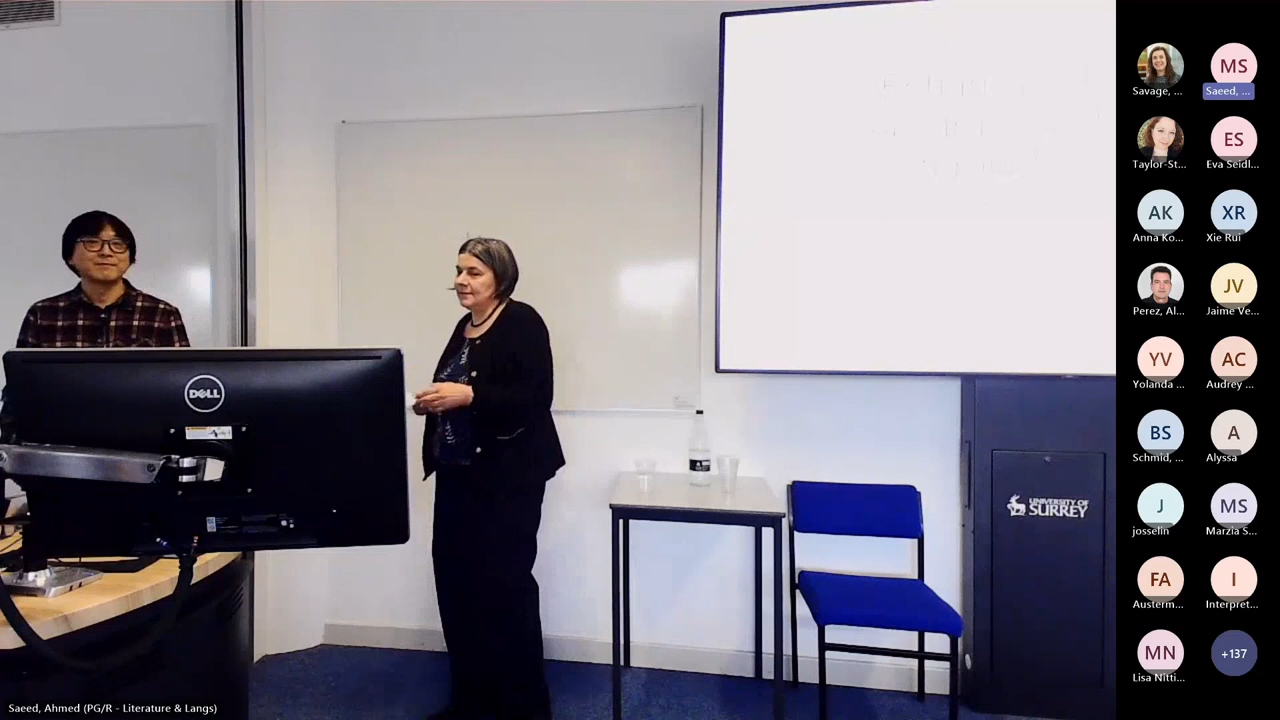 DELL
UNIVERSITY OF
SURREY
Saeed, Ahmed (PG/R - Literature & Langs)
Savage, ...
MS
Saeed, ...
Taylor-St...
ES
Eva Seidl...
AK
Anna Ko...
XR
Xie Rui
Perez, Al...
JV
Jaime Ve...
YV
Yolanda ...
AC
Audrey ...
BS
Schmid, ...
A
Alyssa
J
josselin
MS
Marzia S...
FA
Austerm...
I
Interpret...
MN
Lisa Nitti...
+137